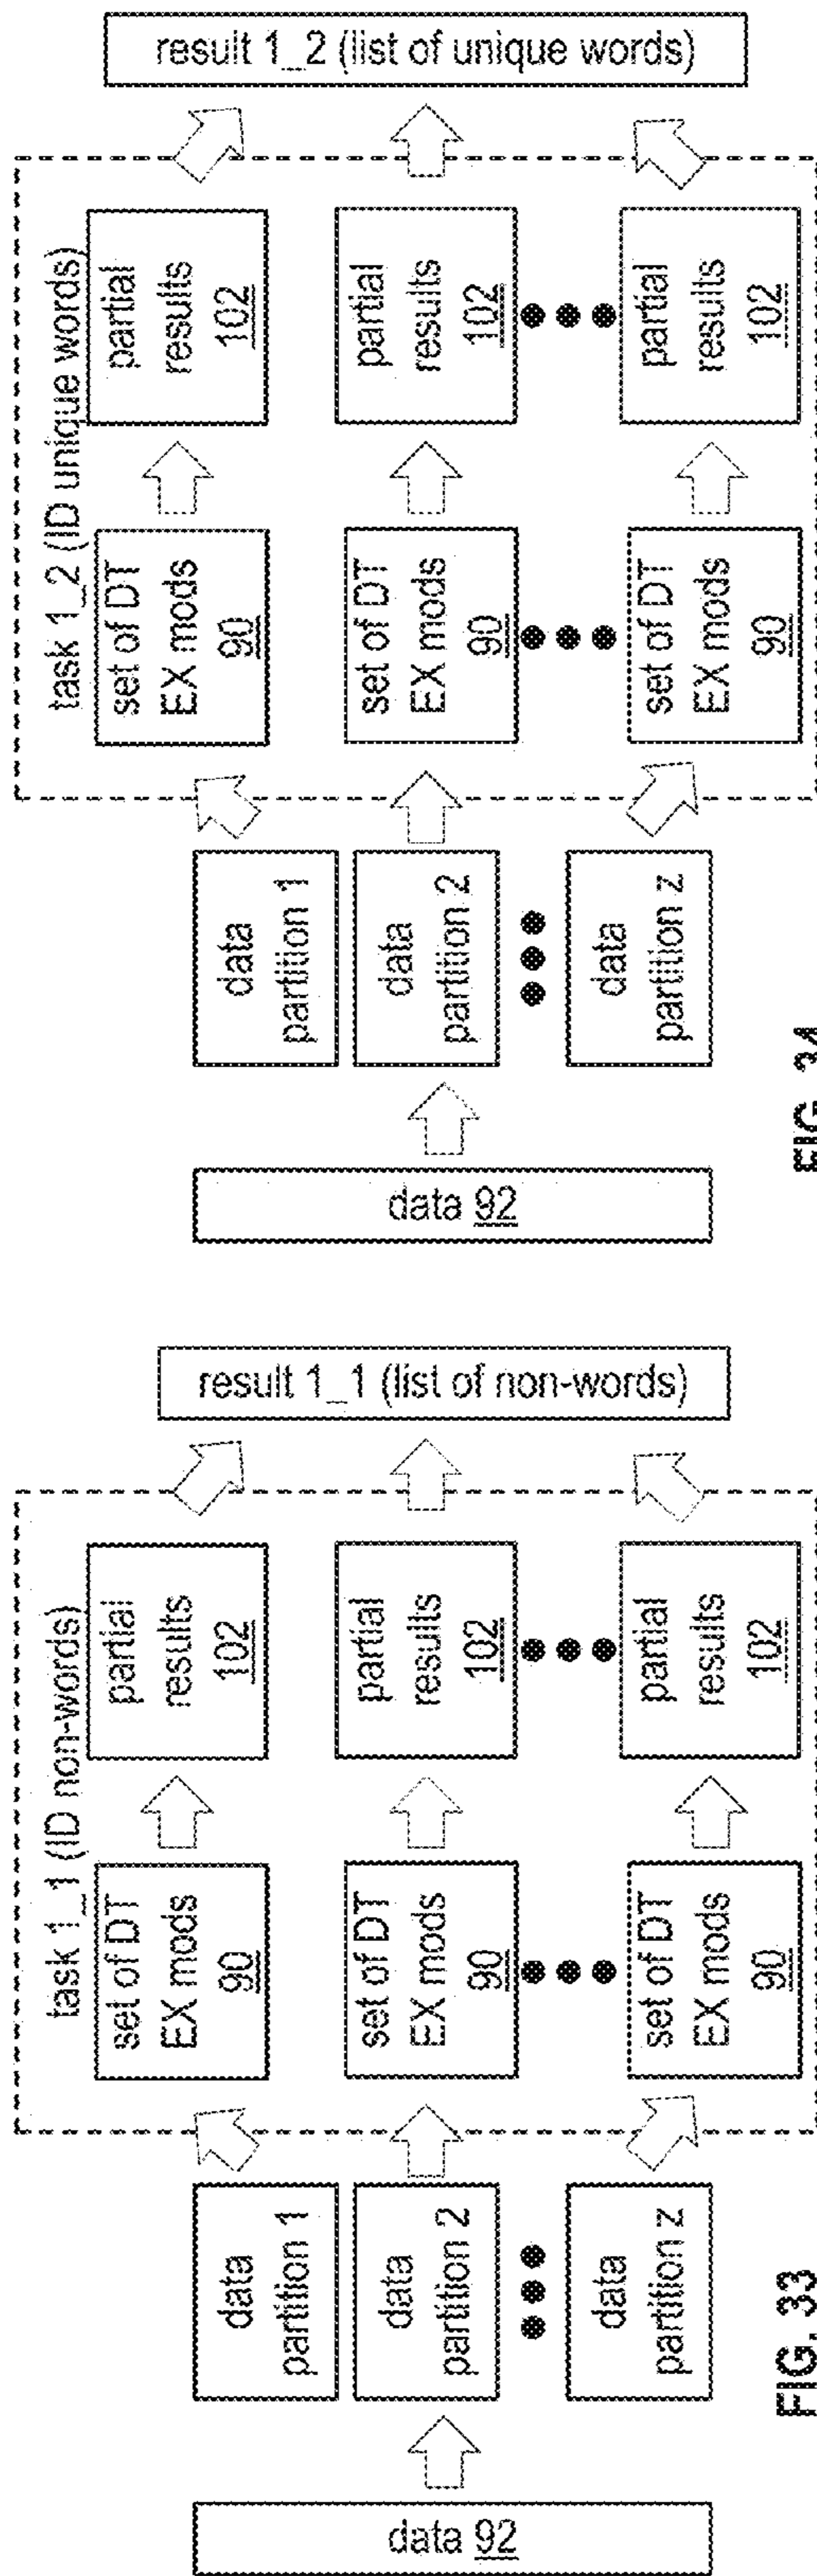 data 92
data
partition 1
data
partition 2
data
partition z
task 1_1 (ID non-words)
set of DT
EX mods
90
set of DT
EX mods
90
set of DT
EX mods
90
partial
results
102
partial
results
102
partial
results
102
result 1_1 (list of non-words)
FIG. 33
data 92
data
partition 1
data
partition 2
data
partition z
task 1_2 (ID unique words)
set of DT
EX mods
90
set of DT
EX mods
90
set of DT
EX mods
90
partial
results
102
partial
results
102
partial
results
102
result 1_2 (list of unique words)
FIG. 34